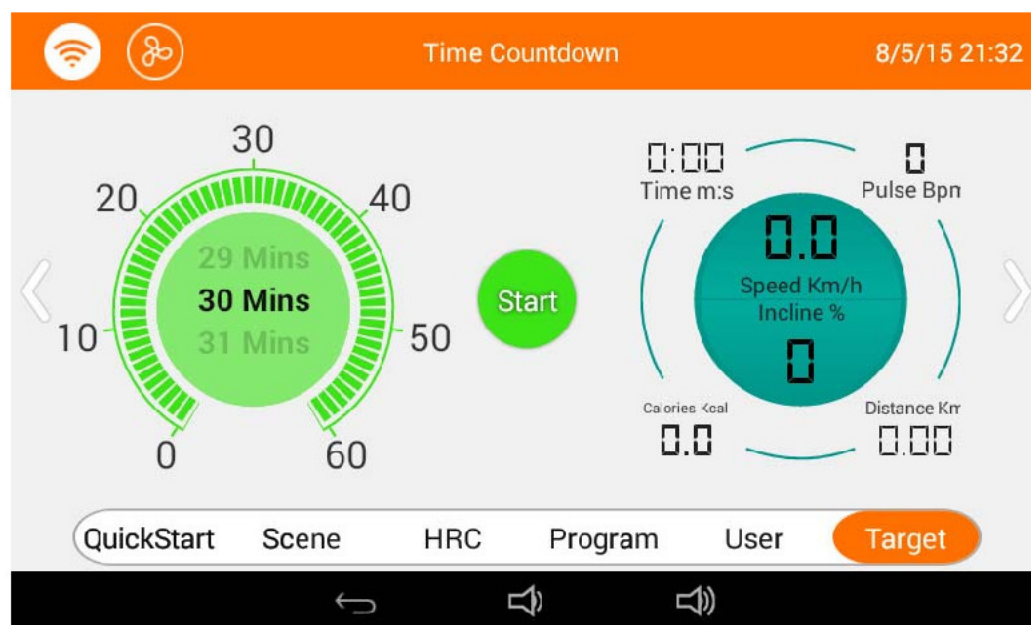 Time Countdown
8/5/15 21:32
30
20
40
10
50
0
60
29 Mins
30 Mins
31 Mins
Start
0:00
Time m:s
0
Pulse Bpm
0.0
Speed Km/h
Incline %
0
Calories Kcal
0.0
Distance Km
0.00
QuickStart Scene HRC Program User Target